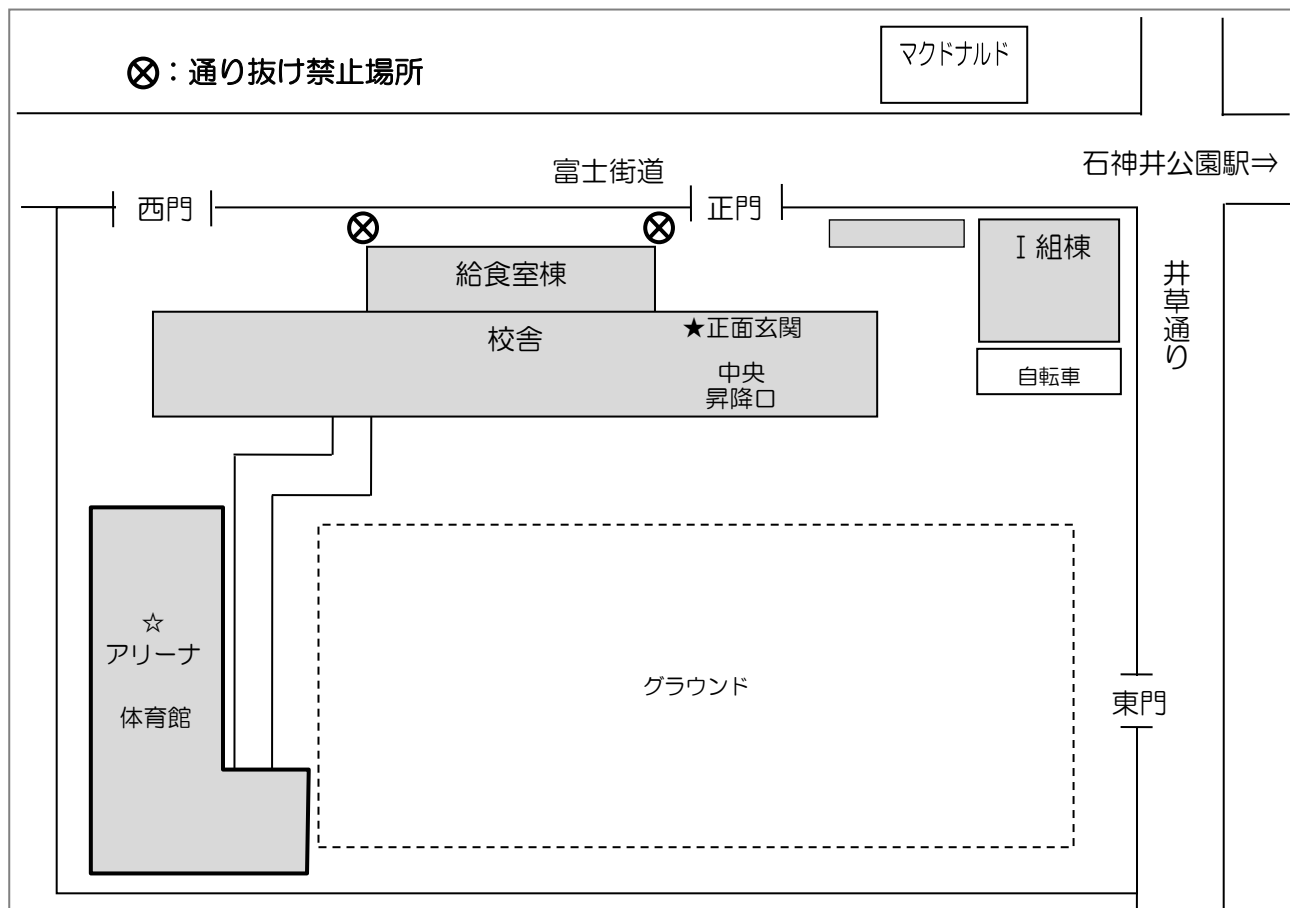 ⊗：通り抜け禁止場所
マクドナルド
石神井公園駅⇒
富士街道
西門
正門
給食室棟
Ｉ組棟
井草通り
校舎
★正面玄関
中央
昇降口
自転車
☆
アリーナ
体育館
グラウンド
東門